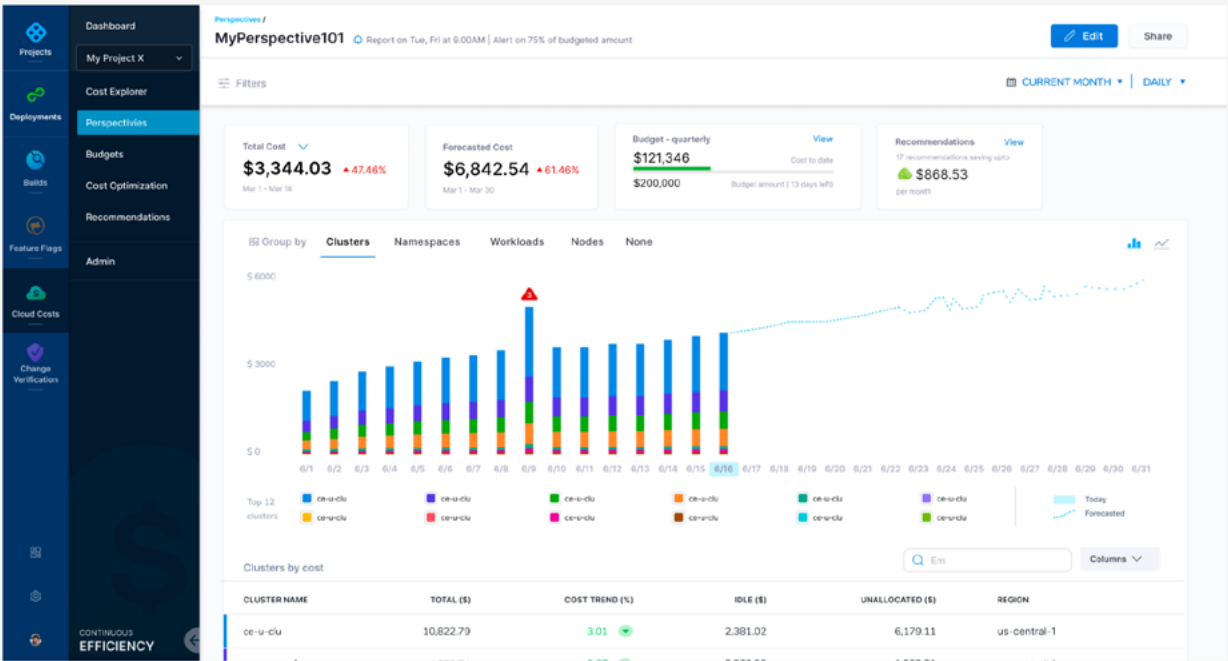 Projects
Deployments
Builds
Feature Flags
Cloud Costs
Change
Verification
Dashboard
My Project X
Cost Explorer
Perspectivies
Budgets
Cost Optimization
Recommendations
Admin
CONTINUOUS
EFFICIENCY
Perspectives /
MyPerspective101 Report on Tue, Fri at 9.00AM | Alert on 75% of budgeted amount
Edit
Share
Filters
CURRENT MONTH
DAILY
Total Cost
$3,344.03 47.46%
Mar 1 - Mar 16
Forecasted Cost
$6,842.54 61.46%
Mar 1 - Mar 30
Budget - quarterly View
$121,346 Cost to date
$200,000 Budget amount ( 13 days left)
Recommendations View
17 recommendations saving upto
$868.53
per month
Group by Clusters Namespaces Workloads Nodes None
$ 6000
3
$ 3000
$ 0
6/1 6/2 6/3 6/4 6/5 6/6 6/7 6/8 6/9 6/10 6/11 6/12 6/13 6/14 6/15 6/16 6/17 6/18 6/19 6/20 6/21 6/22 6/23 6/24 6/25 6/26 6/27 6/28 6/29 6/30 6/31
Top 12
clusters
ce-u-clu ce-u-clu ce-u-clu ce-u-clu ce-u-clu ce-u-clu
ce-u-clu ce-u-clu ce-u-clu ce-u-clu ce-u-clu ce-u-clu
Today
Forecasted
Clusters by cost
Em
Columns
CLUSTER NAME TOTAL ($) COST TREND (%) IDLE ($) UNALLOCATED ($) REGION
ce-u-clu 10,822.79 3.01 2,381.02 6,179.11 us-central-1